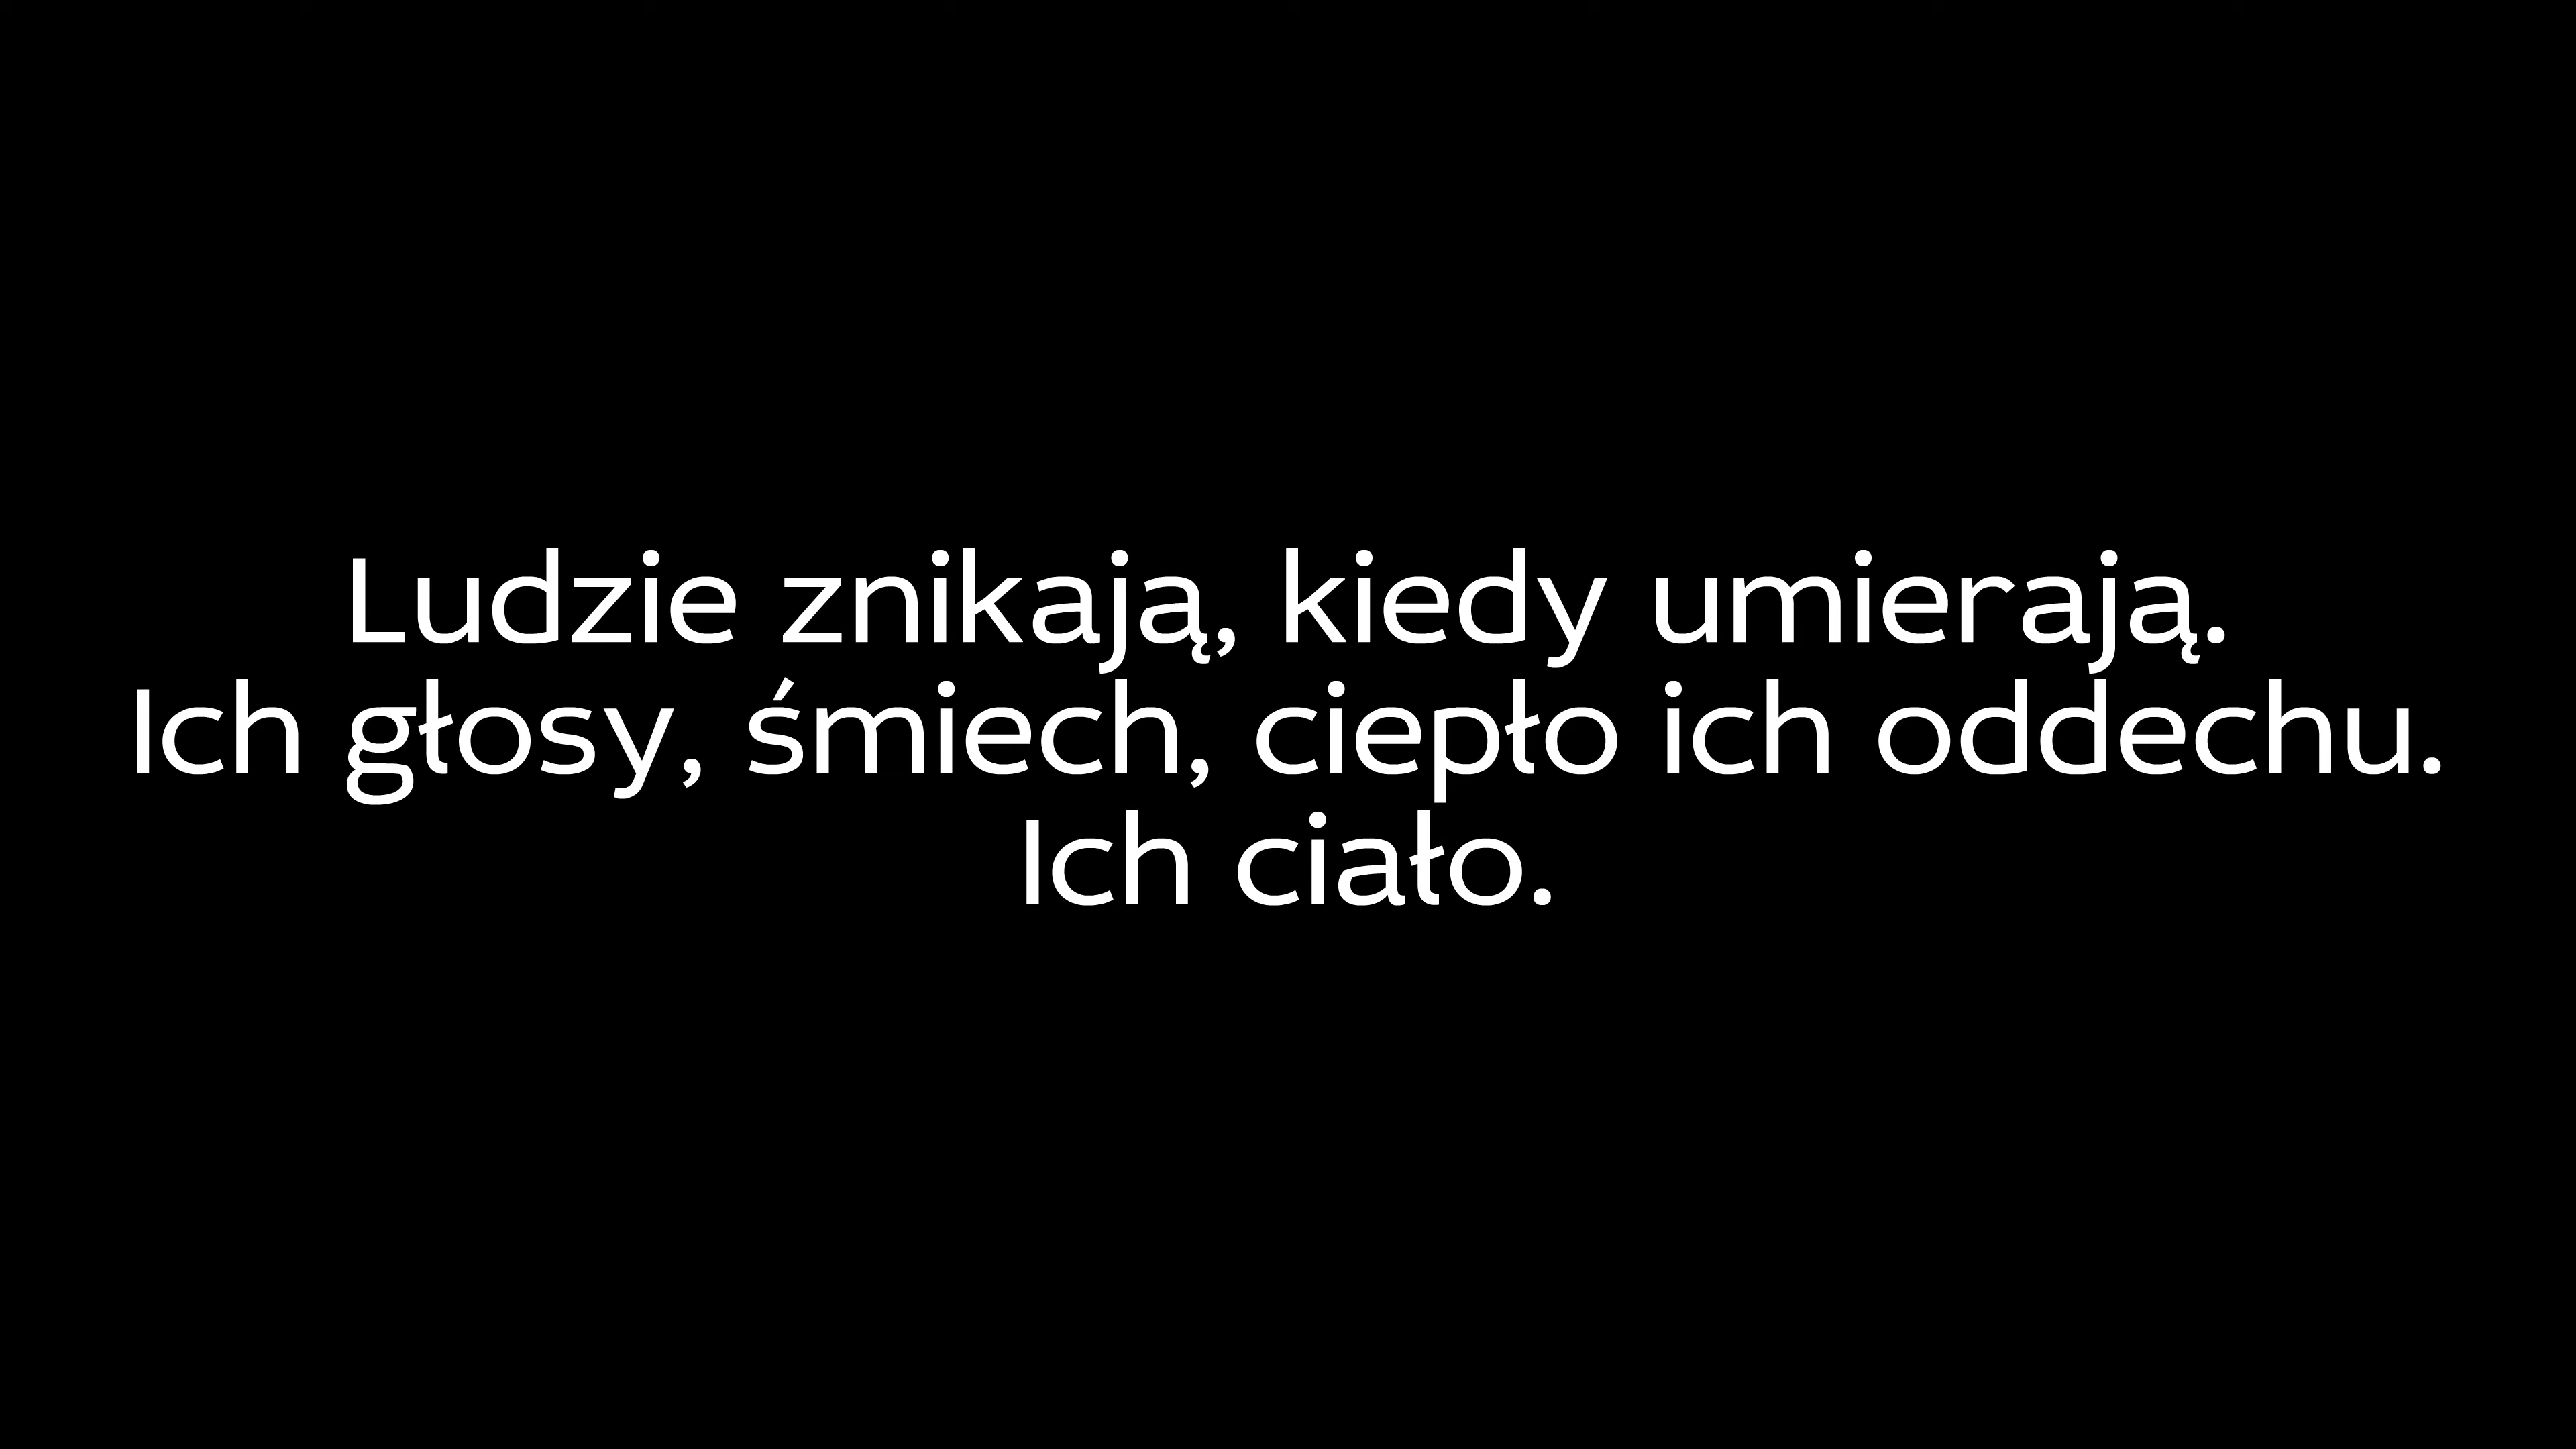 Ludzie znikają, kiedy umierają.
Ich głosy, śmiech, ciepło ich oddechu.
Ich ciało.